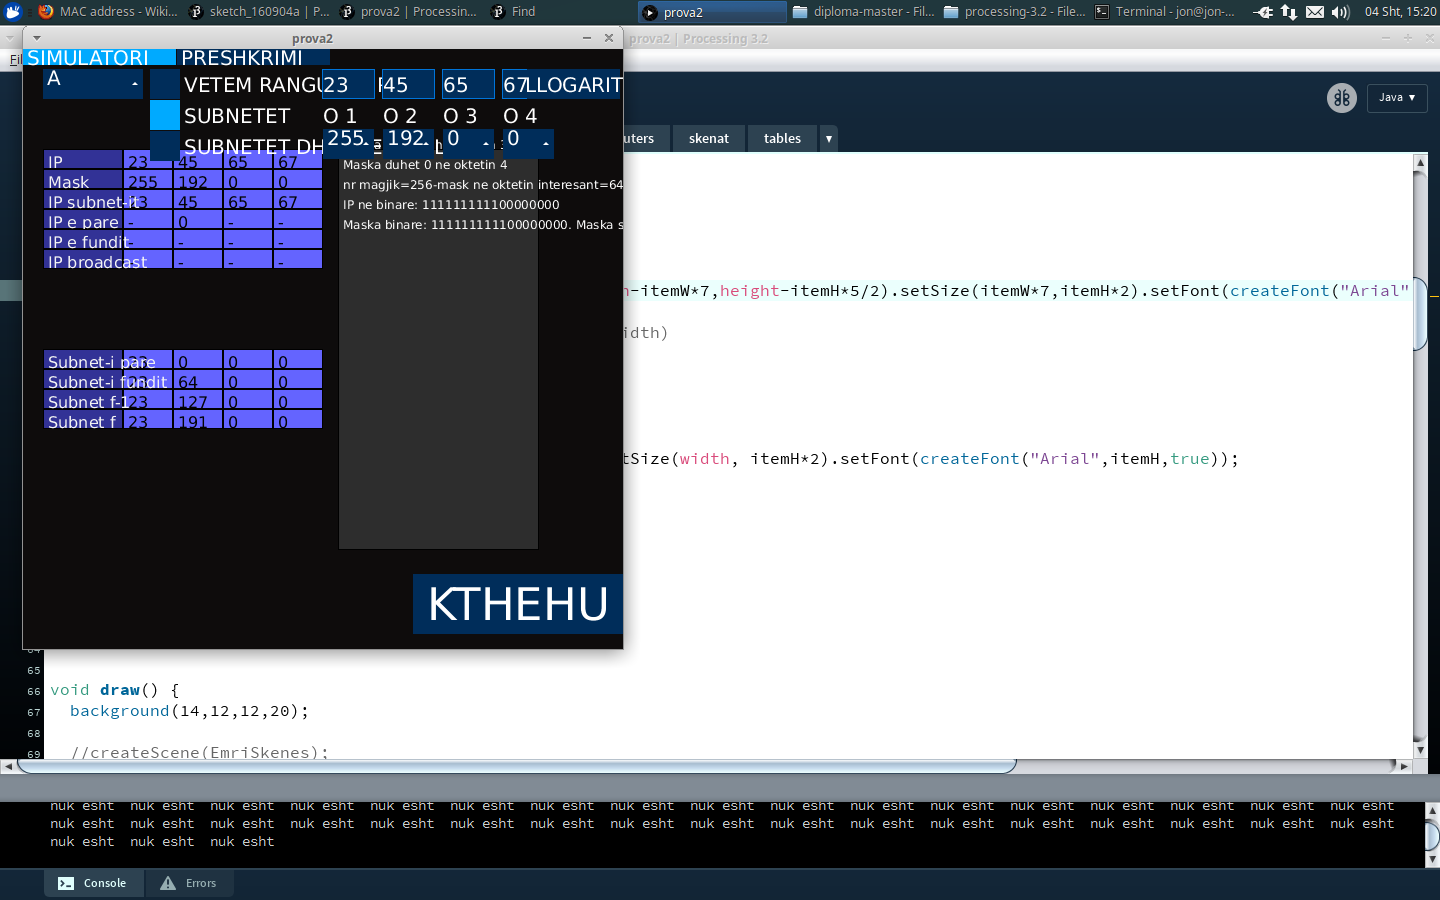 MAC address - Wiki...
sketch_160904a | P...
prova2 | Processin...
Find
prova2
diploma-master - Fil...
processing-3.2 - File...
Terminal - jon@jon-...
04 Sht, 15:20
prova2
prova2 | Processing 3.2
SIMULATORI
PRESHKRIMI
A
VETEM RANGU
23
45
65
67
LLOGARIT
SUBNETET
O 1
O 2
O 3
O 4
SUBNETET DH
255
192
0
0
IP
23
45
65
67
Mask
255
192
0
0
IP subnet-it
23
45
65
67
IP e pare
-
0
-
-
IP e fundit
-
-
-
-
IP broadcast
-
-
-
Maska duhet 0 ne oktetin 4
nr magjik=256-mask ne oktetin interesant=64
IP ne binare: 111111111100000000
Maska binare: 111111111100000000. Maska s
Subnet-i pare
23
0
0
0
Subnet-i fundit
64
0
0
Subnet f-1
23
127
0
0
Subnet f
23
191
0
0
KTHEHU
Java
uters
skenat
tables
-itemW*7,height-itemH*5/2).setSize(itemW*7,itemH*2).setFont(createFont("Arial"
idth)
tSize(width, itemH*2).setFont(createFont("Arial",itemH,true));
65
66 void draw() {
67 background(14,12,12,20);
68
69 //createScene(EmriSkenes);
nuk esht nuk esht nuk esht nuk esht nuk esht nuk esht nuk esht nuk esht nuk esht nuk esht nuk esht nuk esht nuk esht nuk esht nuk esht nuk esht nuk esht
nuk esht nuk esht nuk esht nuk esht nuk esht nuk esht nuk esht nuk esht nuk esht nuk esht nuk esht nuk esht nuk esht nuk esht nuk esht nuk esht nuk esht
nuk esht nuk esht nuk esht
Console
Errors